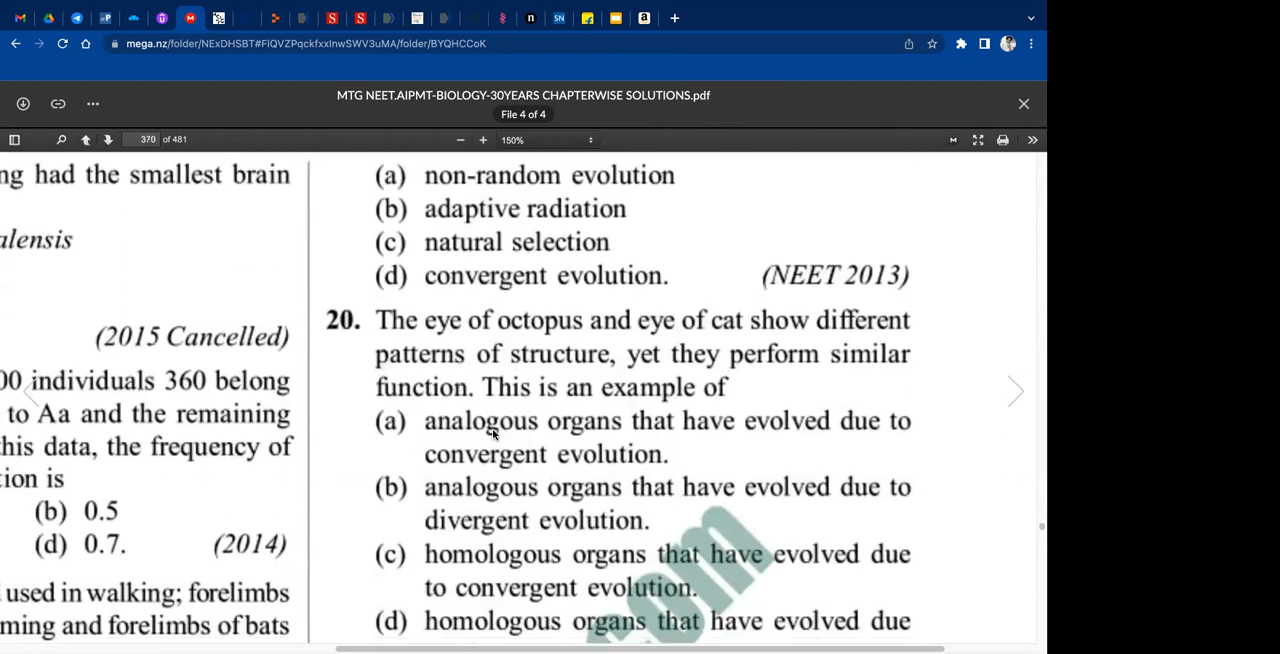 mega.nz/folder/NExDHSBT#FlQVZPqckfxxInwSWV3uMA/folder/BYQHCCoK
MTG NEET.AIPMT-BIOLOGY-30YEARS CHAPTERWISE SOLUTIONS.pdf
File 4 of 4
370 of 481
150%
ng had the smallest brain
alensis
(2015 Cancelled)
00 individuals 360 belong
to Aa and the remaining
this data, the frequency of
tion is
(b) 0.5
(d) 0.7. (2014)
used in walking; forelimbs
ming and forelimbs of bats
(a) non-random evolution
(b) adaptive radiation
(c) natural selection
(d) convergent evolution. (NEET 2013)
20. The eye of octopus and eye of cat show different
patterns of structure, yet they perform similar
function. This is an example of
(a) analogous organs that have evolved due to
convergent evolution.
(b) analogous organs that have evolved due to
divergent evolution.
(c) homologous organs that have evolved due
to convergent evolution.
(d) homologous organs that have evolved due
com